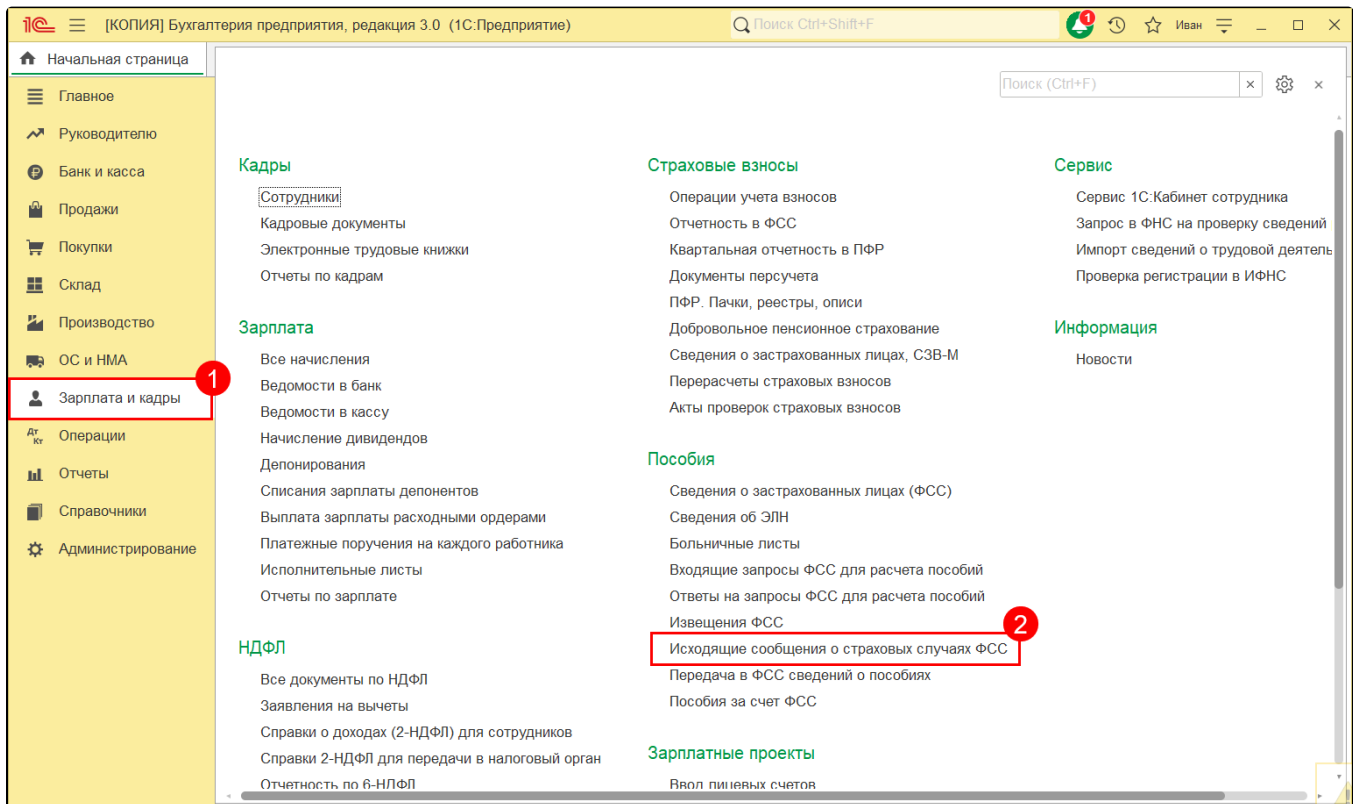 1С [КОПИЯ] Бухгалтерия предприятия, редакция 3.0 (1С:Предприятие) Поиск Ctrl+Shift+F 1 Иван
Начальная страница
Главное
Руководителю
Банк и касса
Продажи
Покупки
Склад
Производство
ОС и НМА
1
Зарплата и кадры
Дт Кт Операции
Отчеты
Справочники
Администрирование
Поиск (Ctrl+F)
Кадры
Сотрудники
Кадровые документы
Электронные трудовые книжки
Отчеты по кадрам
Зарплата
Все начисления
Ведомости в банк
Ведомости в кассу
Начисление дивидендов
Депонирования
Списания зарплаты депонентов
Выплата зарплаты расходными ордерами
Платежные поручения на каждого работника
Исполнительные листы
Отчеты по зарплате
НДФЛ
Все документы по НДФЛ
Заявления на вычеты
Справки о доходах (2-НДФЛ) для сотрудников
Справки 2-НДФЛ для передачи в налоговый орган
Отчетность по 6-НДФЛ
Страховые взносы
Операции учета взносов
Отчетность в ФСС
Квартальная отчетность в ПФР
Документы персучета
ПФР. Пачки, реестры, описи
Добровольное пенсионное страхование
Сведения о застрахованных лицах, СЗВ-М
Перерасчеты страховых взносов
Акты проверок страховых взносов
Пособия
Сведения о застрахованных лицах (ФСС)
Сведения об ЭЛН
Больничные листы
Входящие запросы ФСС для расчета пособий
Ответы на запросы ФСС для расчета пособий
Извещения ФСС
2
Исходящие сообщения о страховых случаях ФСС
Передача в ФСС сведений о пособиях
Пособия за счет ФСС
Зарплатные проекты
Ввод лицевых счетов
Сервис
Сервис 1С:Кабинет сотрудника
Запрос в ФНС на проверку сведений
Импорт сведений о трудовой деятель
Проверка регистрации в ИФНС
Информация
Новости